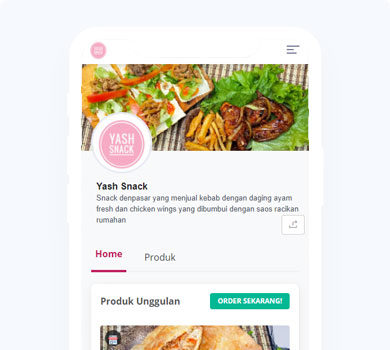 YASH
SNACK
Yash Snack
Snack denpasar yang menjual kebab dengan daging ayam
fresh dan chicken wings yang dibumbui dengan saos racikan
rumahan
Home
Produk
Produk Unggulan
ORDER SEKARANG!